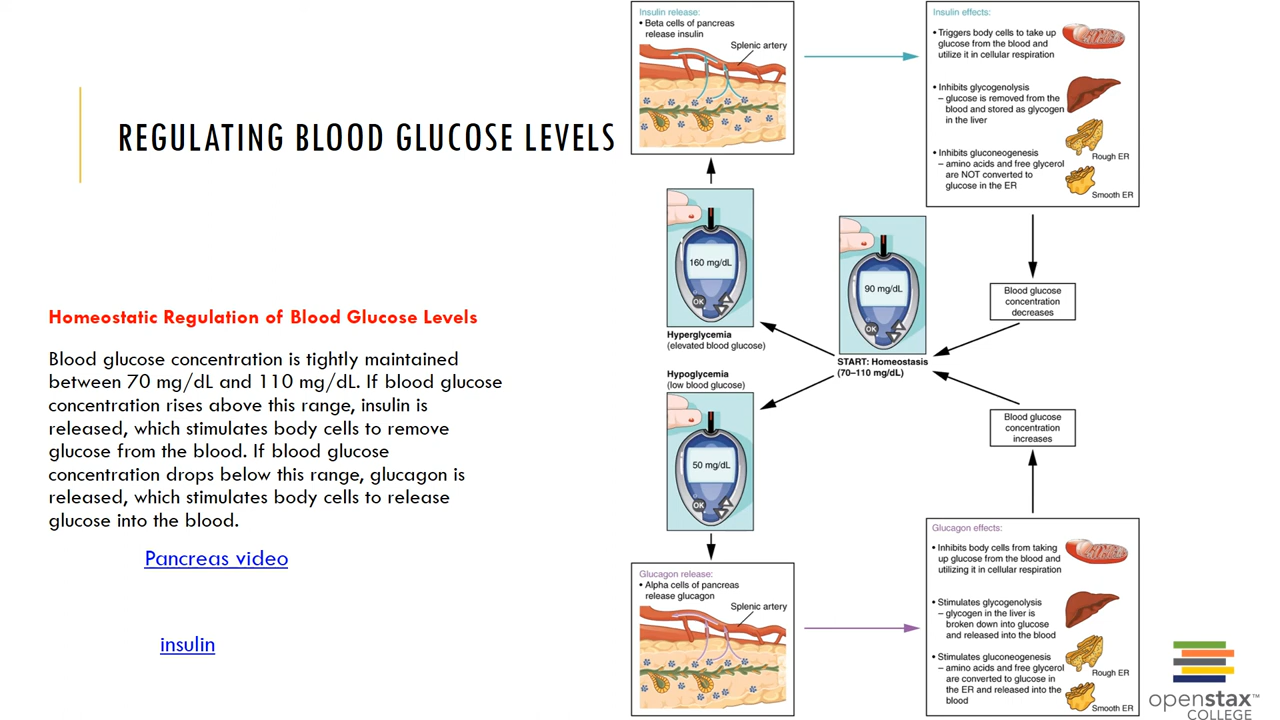 REGULATING BLOOD GLUCOSE LEVELS
Homeostatic Regulation of Blood Glucose Levels
Blood glucose concentration is tightly maintained
between 70 mg/dL and 110 mg/dL. If blood glucose
concentration rises above this range, insulin is
released, which stimulates body cells to remove
glucose from the blood. If blood glucose
concentration drops below this range, glucagon is
released, which stimulates body cells to release
glucose into the blood.
Pancreas video
insulin
Insulin release:
• Beta cells of pancreas
release insulin
Splenic artery
Insulin effects:
• Triggers body cells to take up
glucose from the blood and
utilize it in cellular respiration
• Inhibits glycogenolysis
– glucose is removed from the
blood and stored as glycogen
in the liver
• Inhibits gluconeogenesis
– amino acids and free glycerol
are NOT converted to
glucose in the ER
Rough ER
Smooth ER
160 mg/dL
OK
Hyperglycemia
(elevated blood glucose)
90 mg/dL
OK
START: Homeostasis
(70–110 mg/dL)
Blood glucose
concentration
decreases
Hypoglycemia
(low blood glucose)
50 mg/dL
OK
Blood glucose
concentration
increases
Glucagon release:
• Alpha cells of pancreas
release glucagon
Splenic artery
Glucagon effects:
• Inhibits body cells from taking
up glucose from the blood and
utilizing it in cellular respiration
• Stimulates glycogenolysis
– glycogen in the liver is
broken down into glucose
and released into the blood
• Stimulates gluconeogenesis
– amino acids and free glycerol
are converted to glucose in
the ER and released into the
blood
Rough ER
Smooth ER
openstax™
COLLEGE